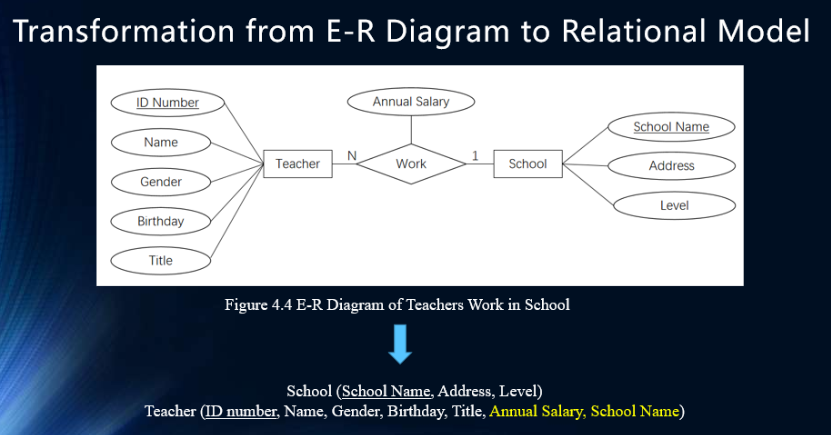 Transformation from E-R Diagram to Relational Model
ID Number
Annual Salary
Name
School Name
Teacher
N
Work
1
School
Address
Gender
Level
Birthday
Title
Figure 4.4 E-R Diagram of Teachers Work in School
School (School Name, Address, Level)
Teacher (ID number, Name, Gender, Birthday, Title, Annual Salary, School Name)